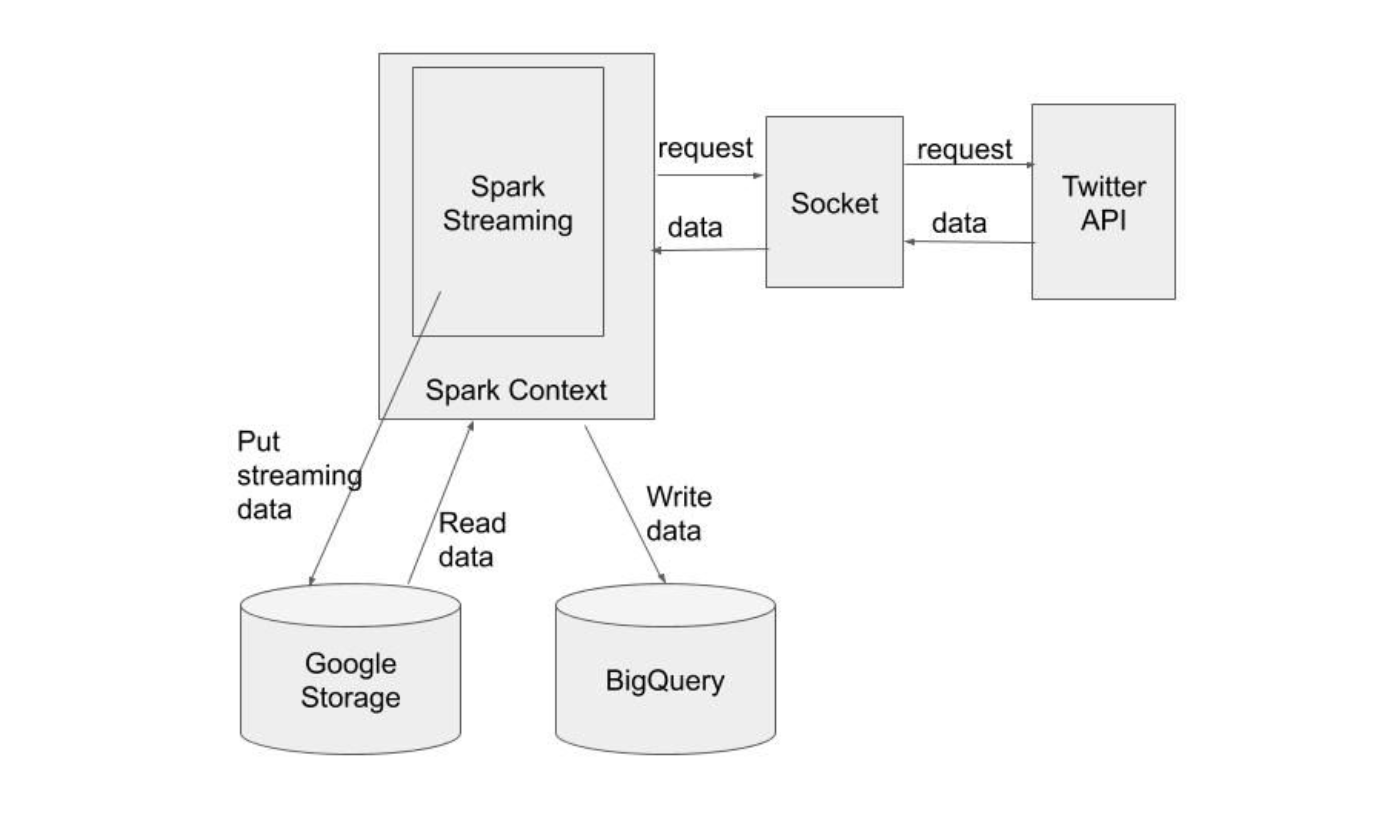 Spark
Streaming
Spark Context
request
data
Socket
request
data
Twitter
API
Put
streaming
data
Read
data
Write
data
Google
Storage
BigQuery